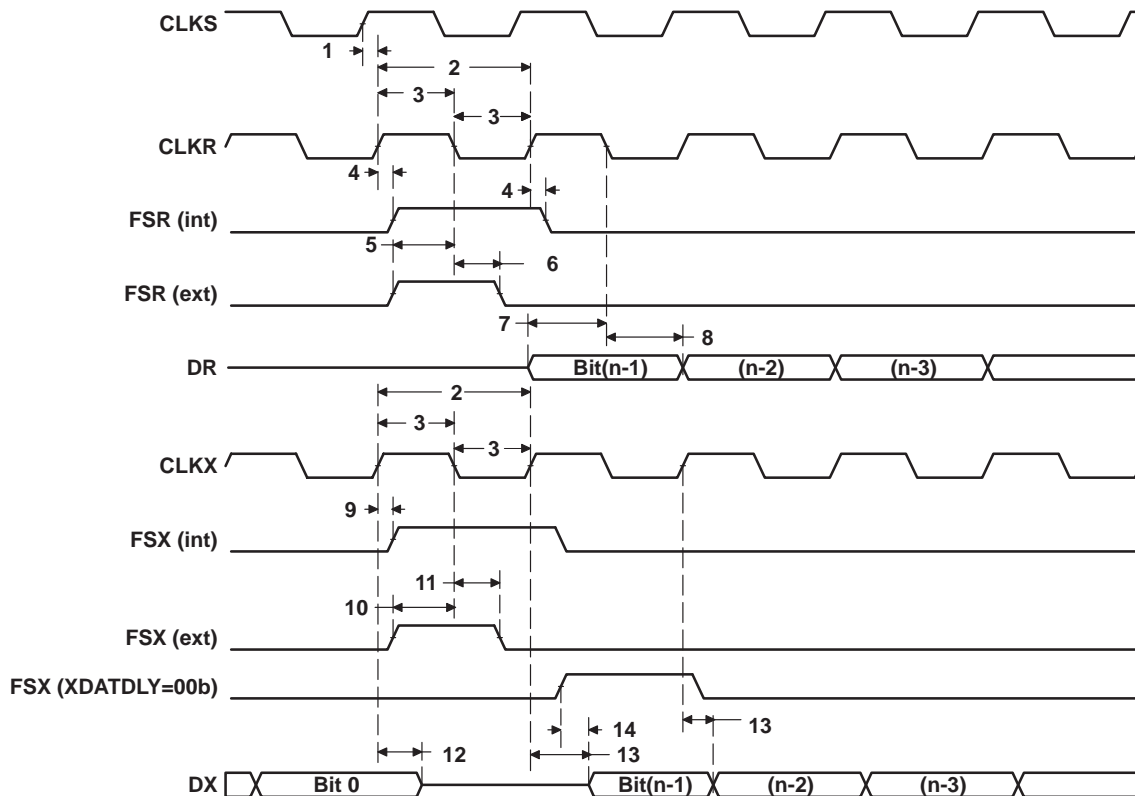 CLKS
1
2
3
3
CLKR
4
4
FSR (int)
5
6
FSR (ext)
7
8
DR
Bit(n-1)
(n-2)
(n-3)
2
3
3
CLKX
9
FSX (int)
11
10
FSX (ext)
FSX (XDATDLY=00b)
14
13
12
13
DX
Bit 0
Bit(n-1)
(n-2)
(n-3)